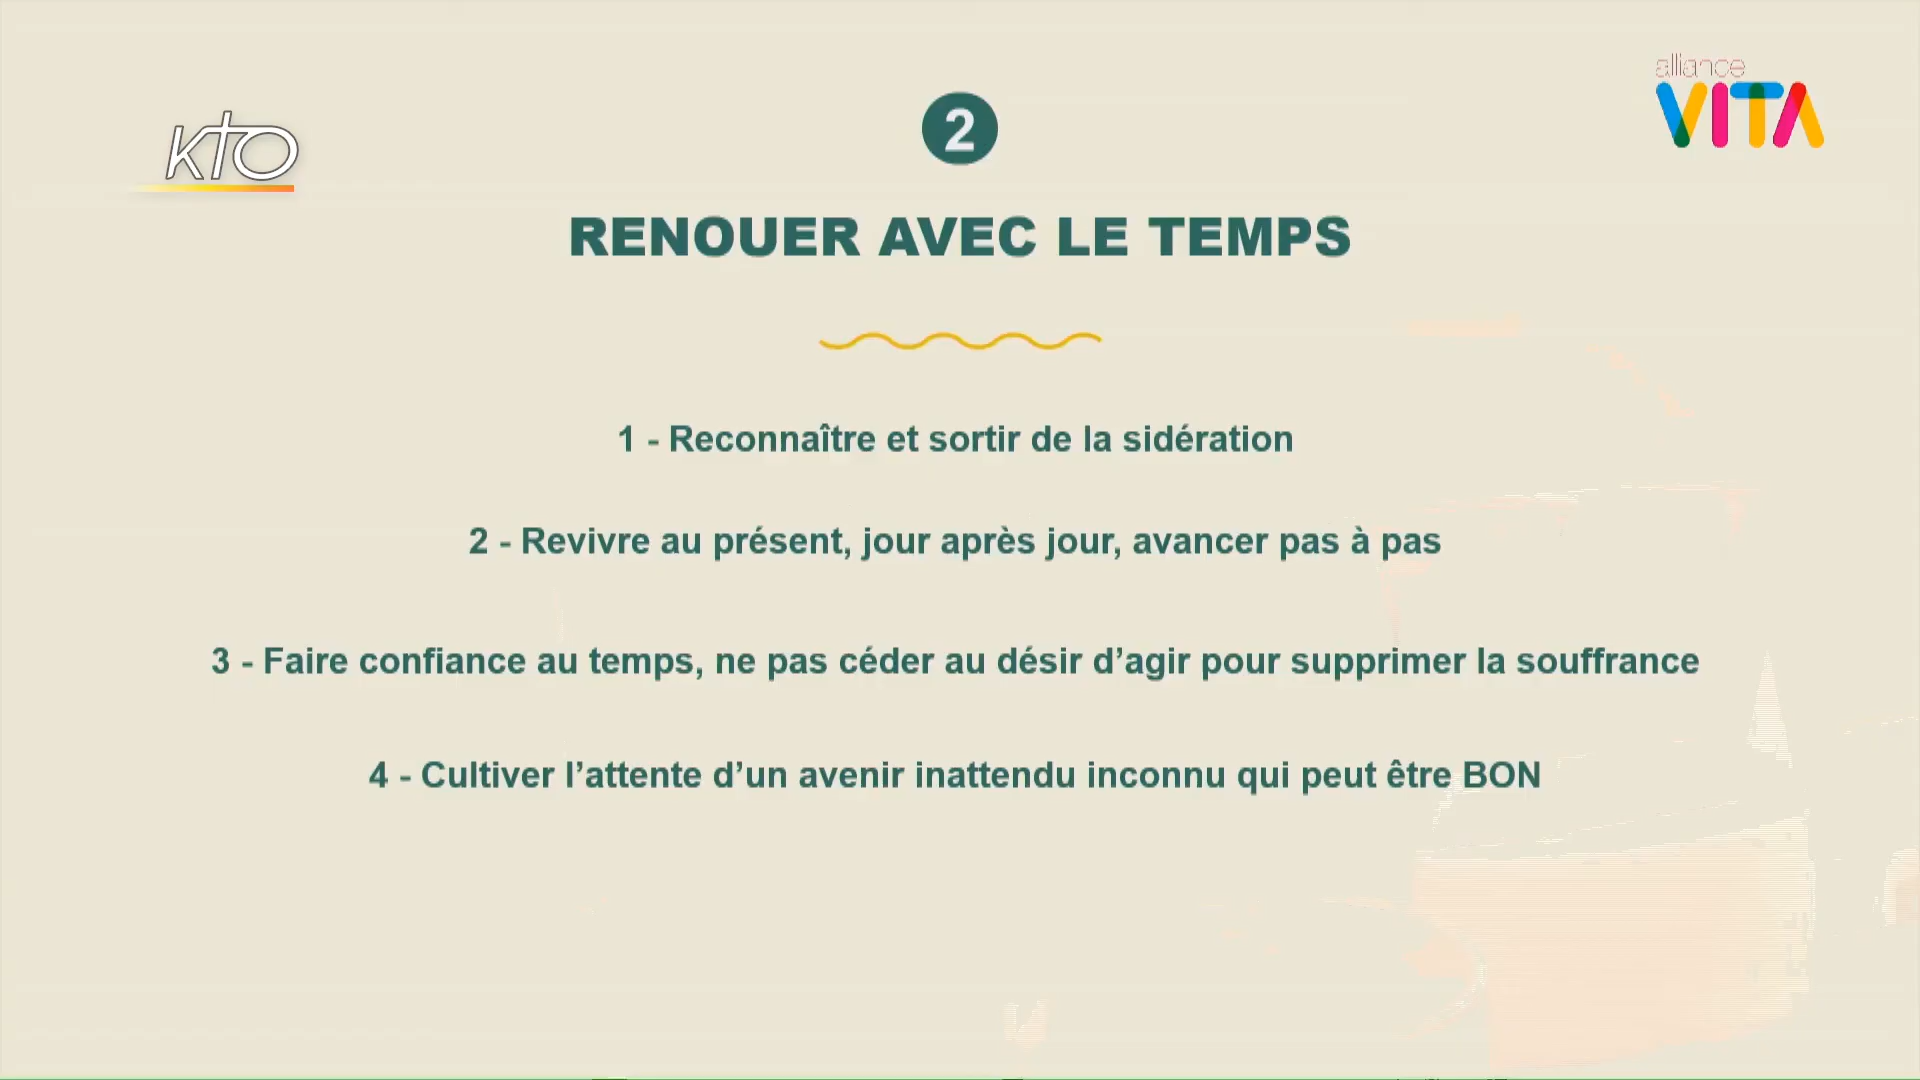 alliance
VITA
KTO
2
RENOUER AVEC LE TEMPS
1 - Reconnaître et sortir de la sidération
2 - Revivre au présent, jour après jour, avancer pas à pas
3 - Faire confiance au temps, ne pas céder au désir d’agir pour supprimer la souffrance
4 - Cultiver l’attente d’un avenir inattendu inconnu qui peut être BON